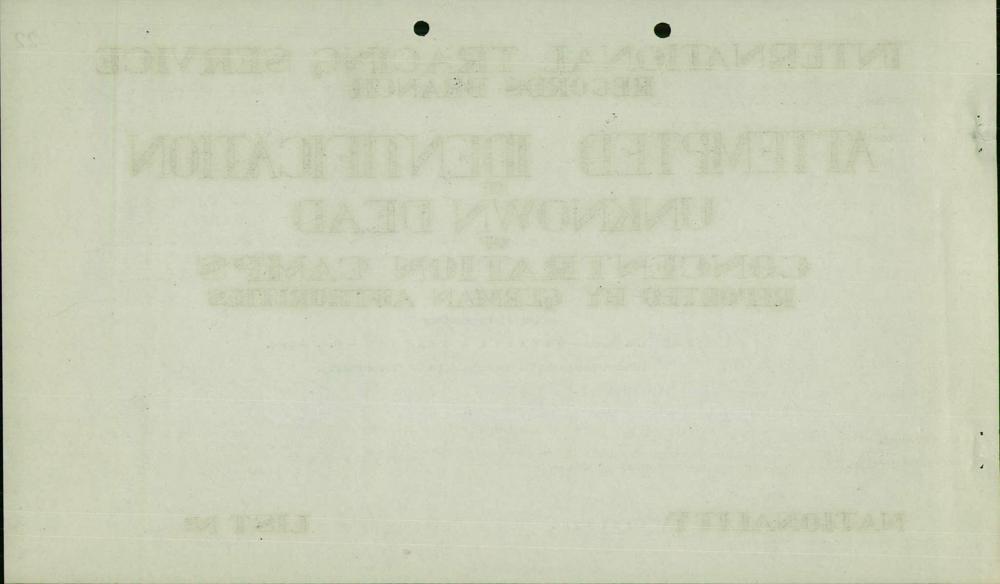 22
INTERNATIONAL TRACING SERVICE
RECORDS BRANCH
ATTEMPTED IDENTIFICATION
OF
UNKNOWN DEAD
OF
CONCENTRATION CAMPS
REPORTED BY GERMAN AUTHORITIES
NATIONALITY LIST Nº